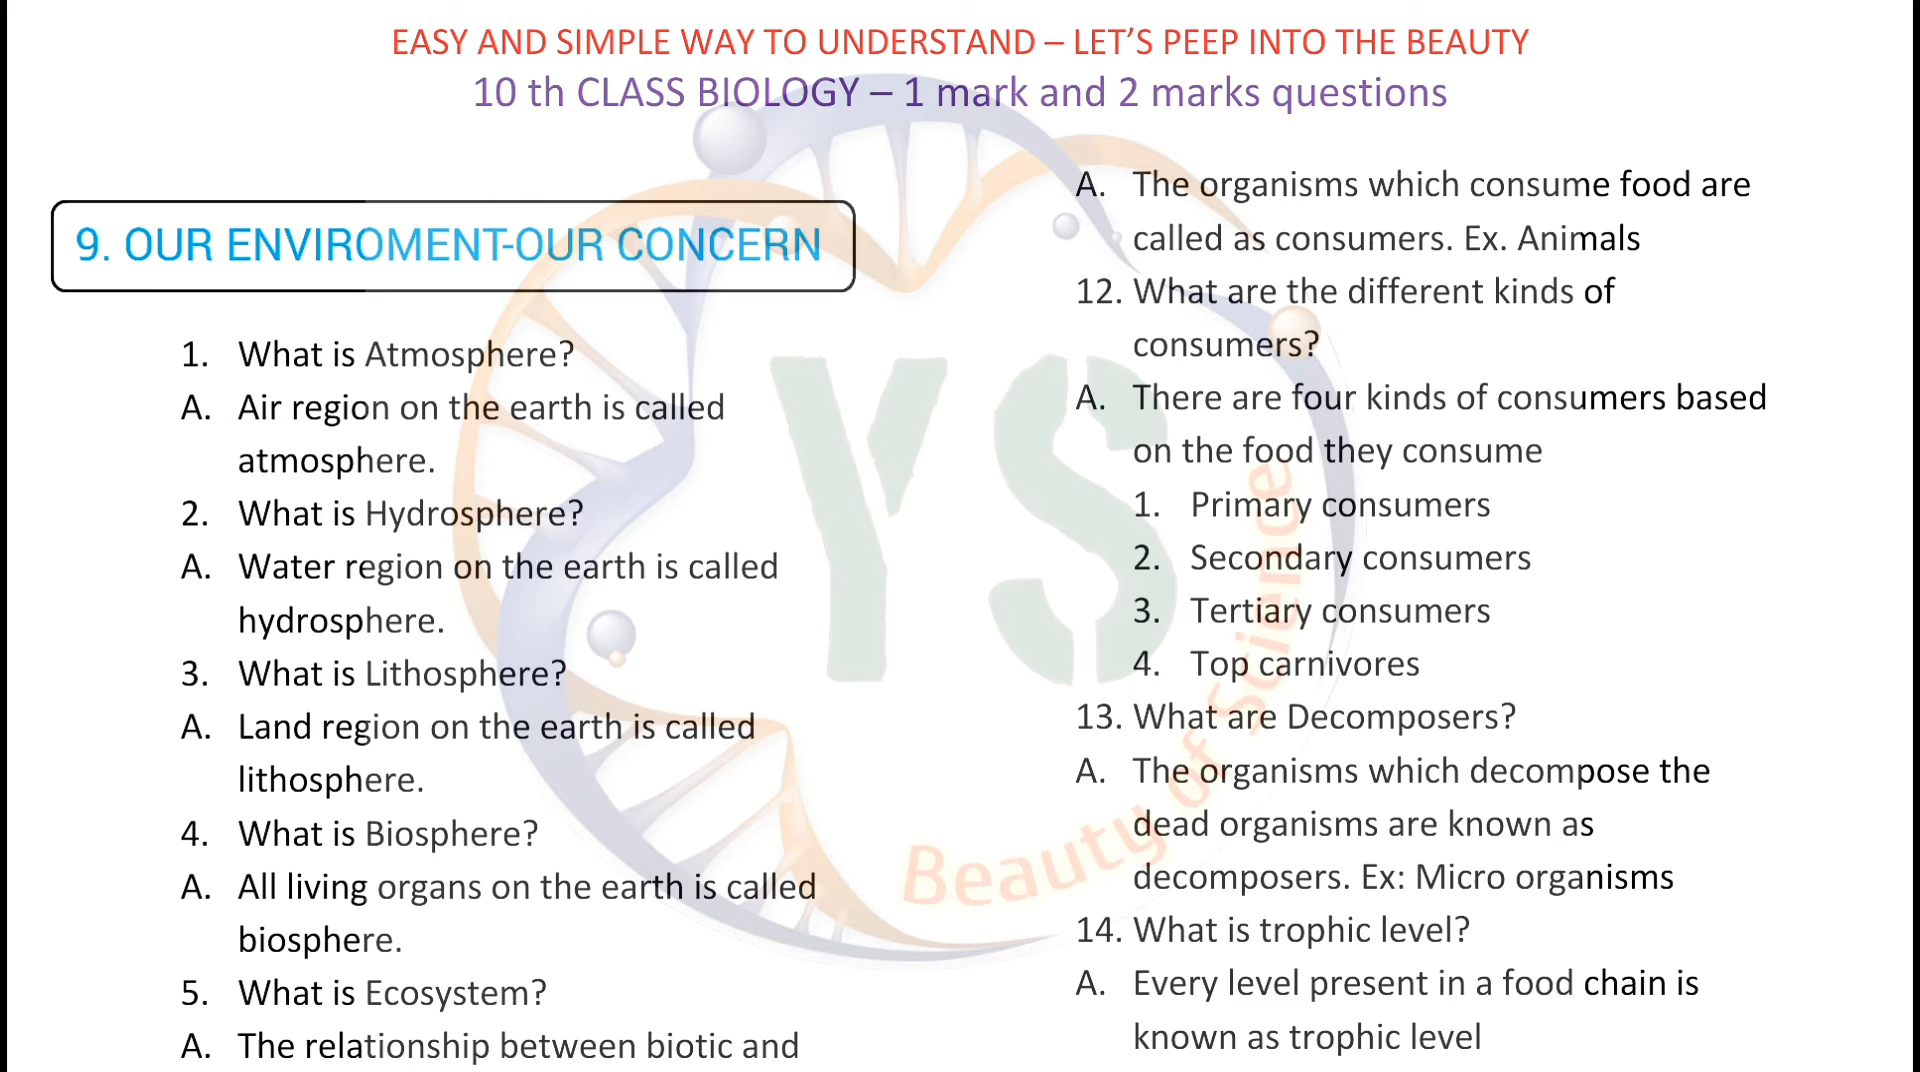 EASY AND SIMPLE WAY TO UNDERSTAND – LET’S PEEP INTO THE BEAUTY
10 th CLASS BIOLOGY – 1 mark and 2 marks questions
9. OUR ENVIROMENT-OUR CONCERN
1. What is Atmosphere?
A. Air region on the earth is called
atmosphere.
2. What is Hydrosphere?
A. Water region on the earth is called
hydrosphere.
3. What is Lithosphere?
A. Land region on the earth is called
lithosphere.
4. What is Biosphere?
A. All living organs on the earth is called
biosphere.
5. What is Ecosystem?
A. The relationship between biotic and
A. The organisms which consume food are
called as consumers. Ex. Animals
12. What are the different kinds of
consumers?
A. There are four kinds of consumers based
on the food they consume
1. Primary consumers
2. Secondary consumers
3. Tertiary consumers
4. Top carnivores
13. What are Decomposers?
A. The organisms which decompose the
dead organisms are known as
decomposers. Ex: Micro organisms
14. What is trophic level?
A. Every level present in a food chain is
known as trophic level
YS
Beauty of Science